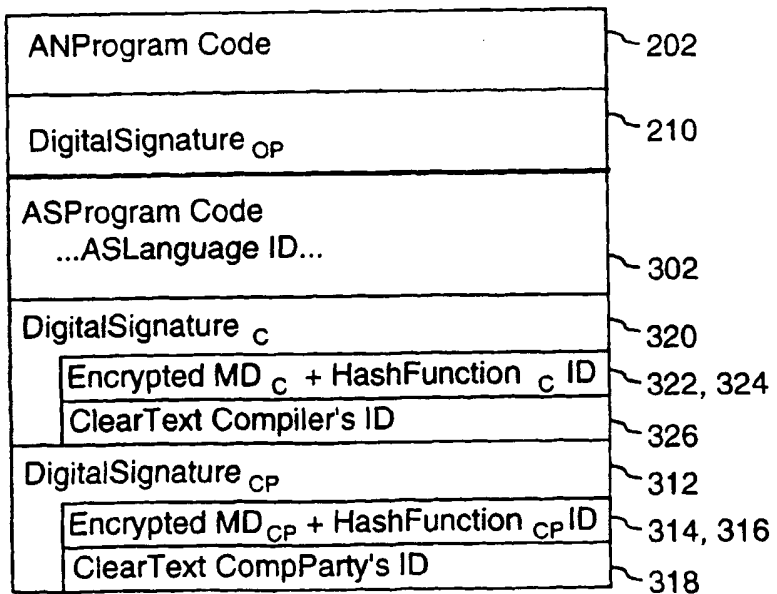 ANProgram Code 202
DigitalSignature OP 210
ASProgram Code
...ASLanguage ID... 302
DigitalSignature C 320
Encrypted MD C + HashFunction C ID 322, 324
ClearText Compiler's ID 326
DigitalSignature CP 312
Encrypted MD CP + HashFunction CP ID 314, 316
ClearText CompParty's ID 318